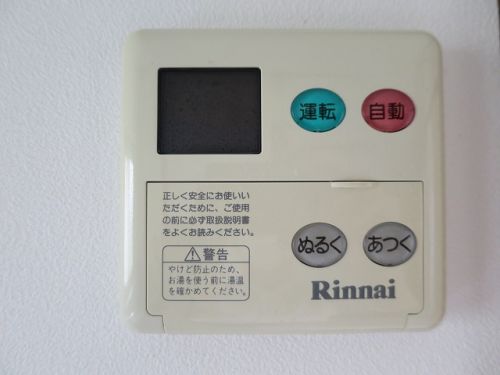 運転 自動
正しく安全にお使いい
ただくために、ご使用
の前に必ず取扱説明書
をよくお読みください。
警告
やけど防止のため、
お湯を使う前に湯温
を確かめてください。
ぬるく あつく
Rinnai